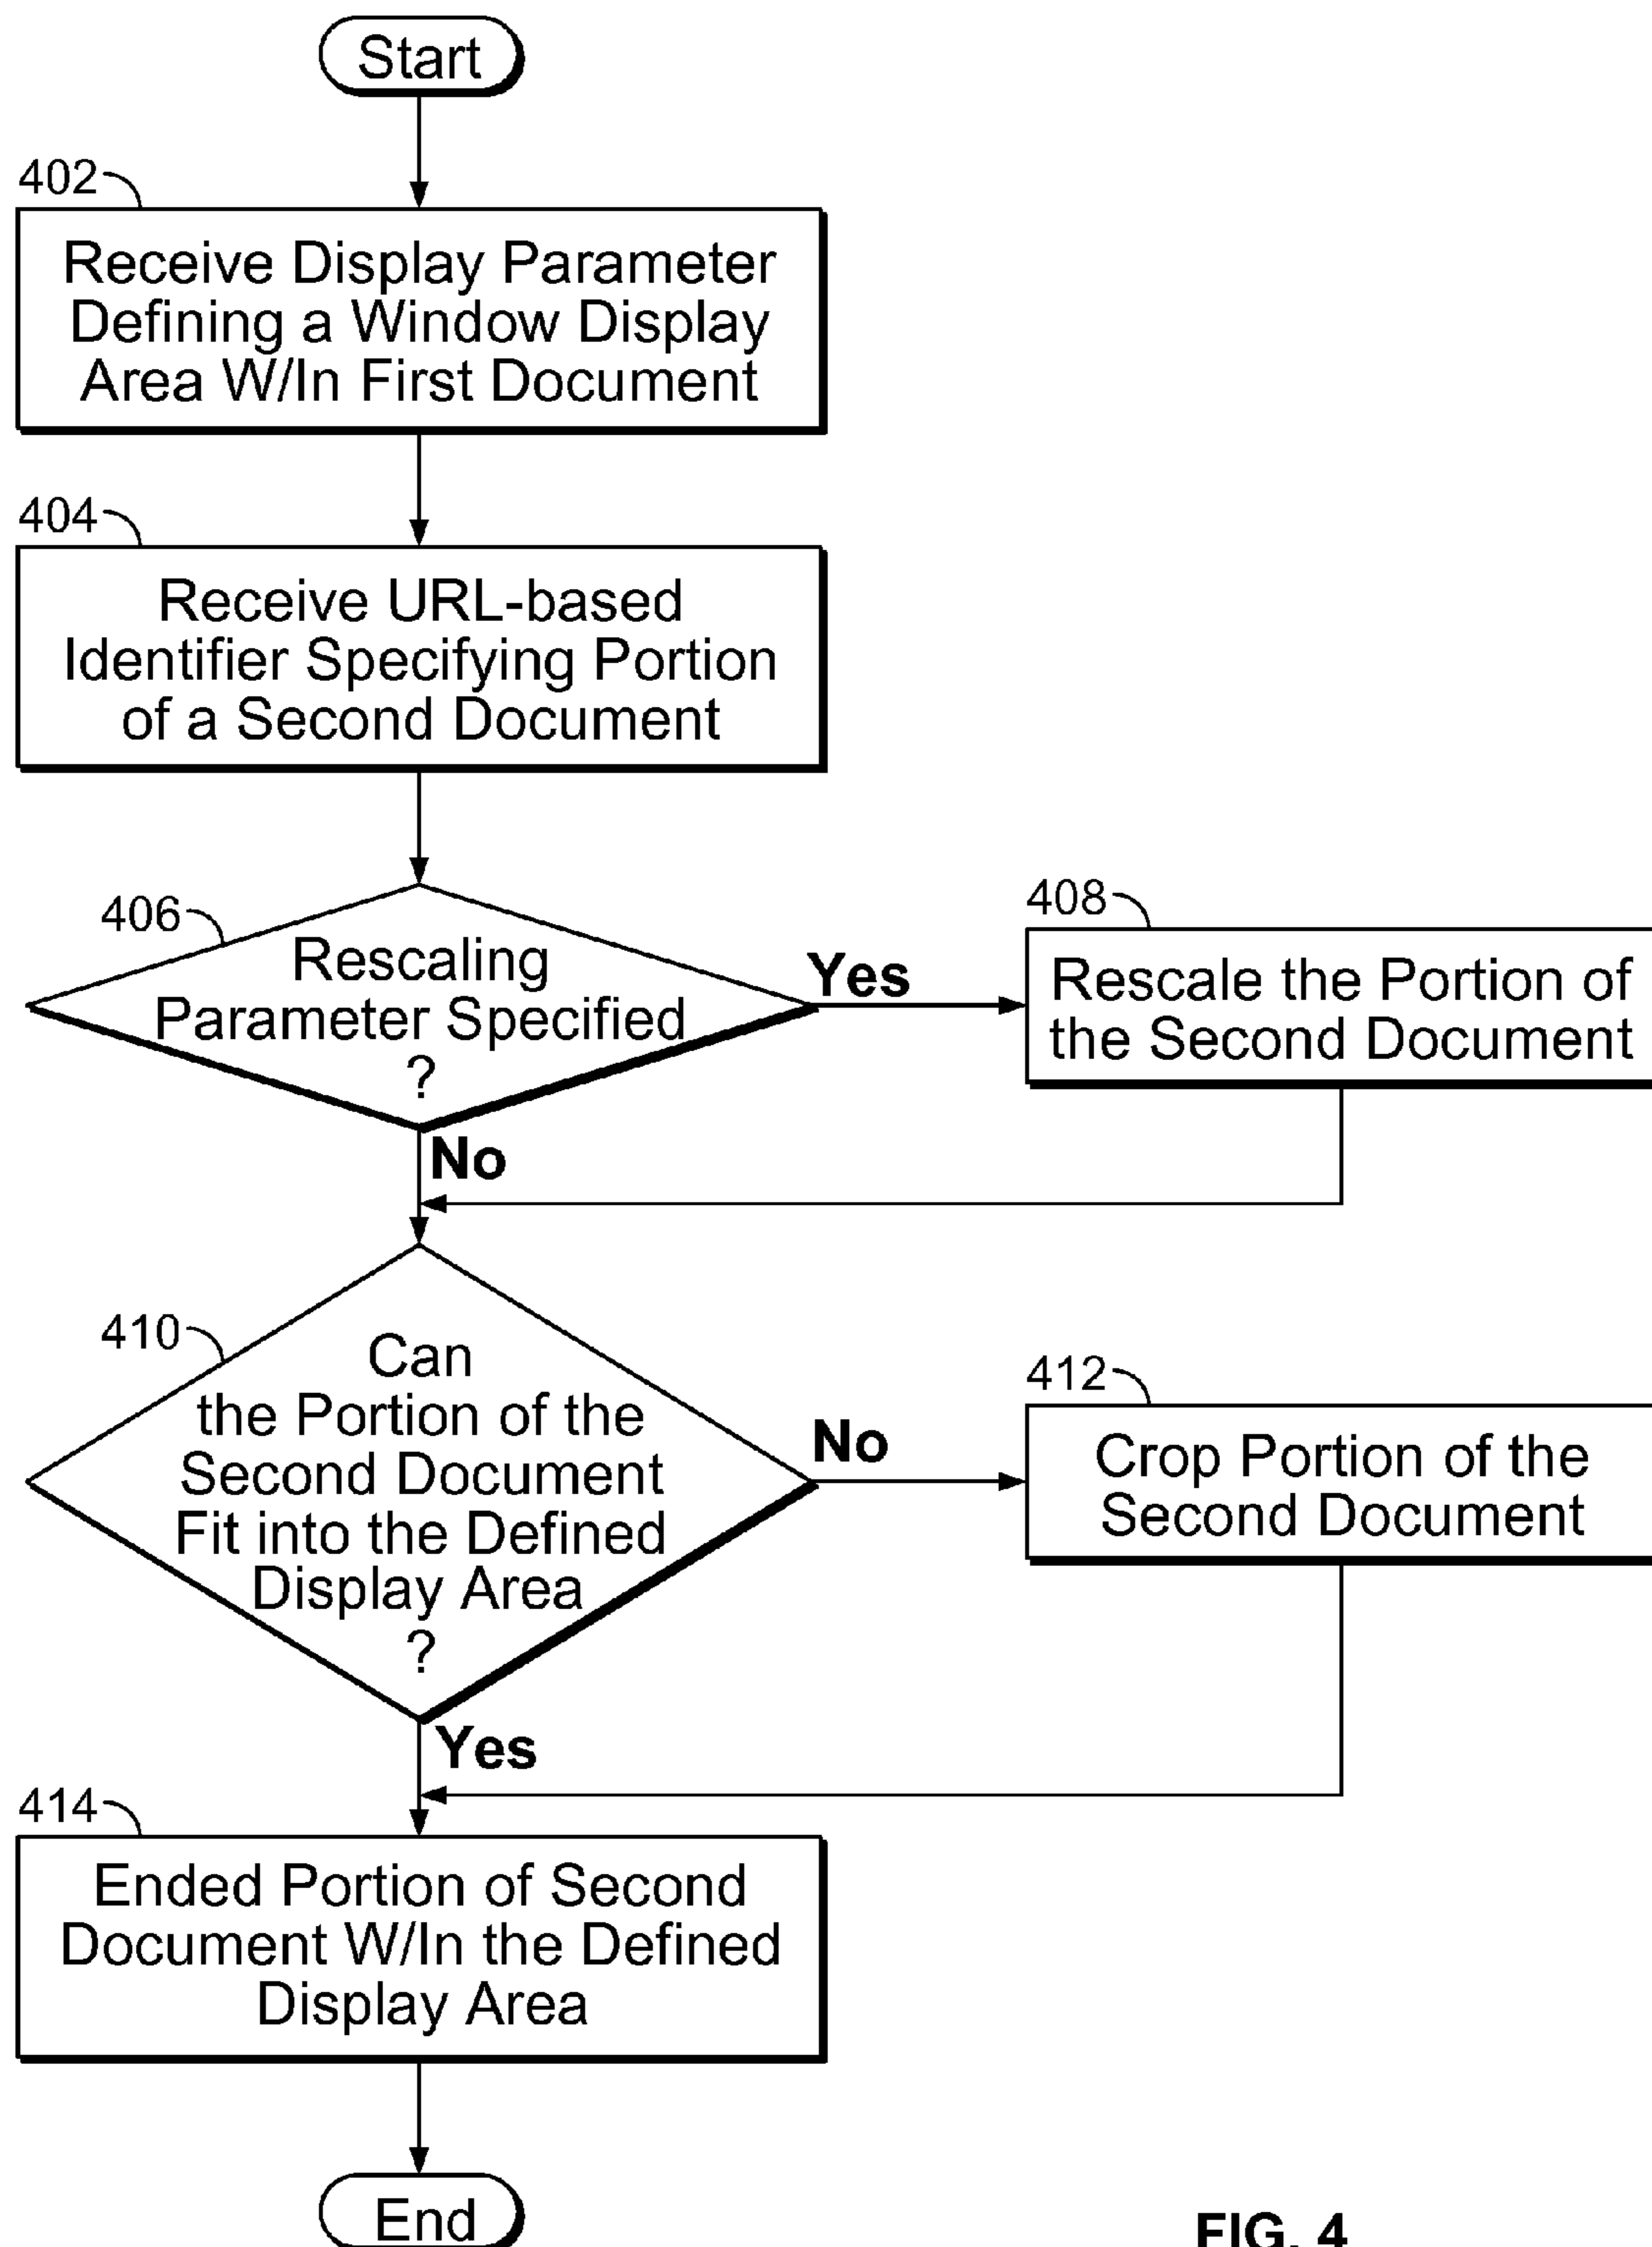 Start
402
Receive Display Parameter
Defining a Window Display
Area W/In First Document
404
Receive URL-based
Identifier Specifying Portion
of a Second Document
406
Rescaling
Parameter Specified
?
Yes
408
Rescale the Portion of
the Second Document
No
410
Can
the Portion of the
Second Document
Fit into the Defined
Display Area
?
No
412
Crop Portion of the
Second Document
Yes
414
Ended Portion of Second
Document W/In the Defined
Display Area
End
FIG. 4